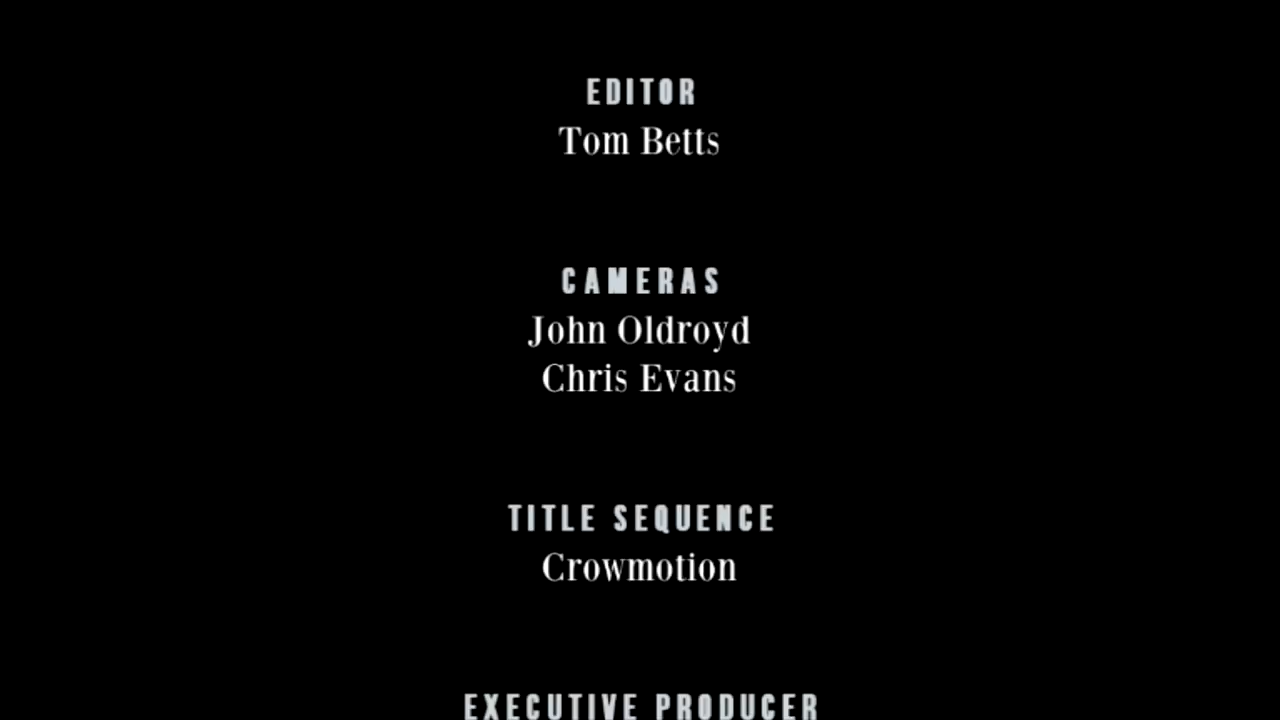 EDITOR
Tom Betts
CAMERAS
John Oldroyd
Chris Evans
TITLE SEQUENCE
Crowmotion
EXECUTIVE PRODUCER